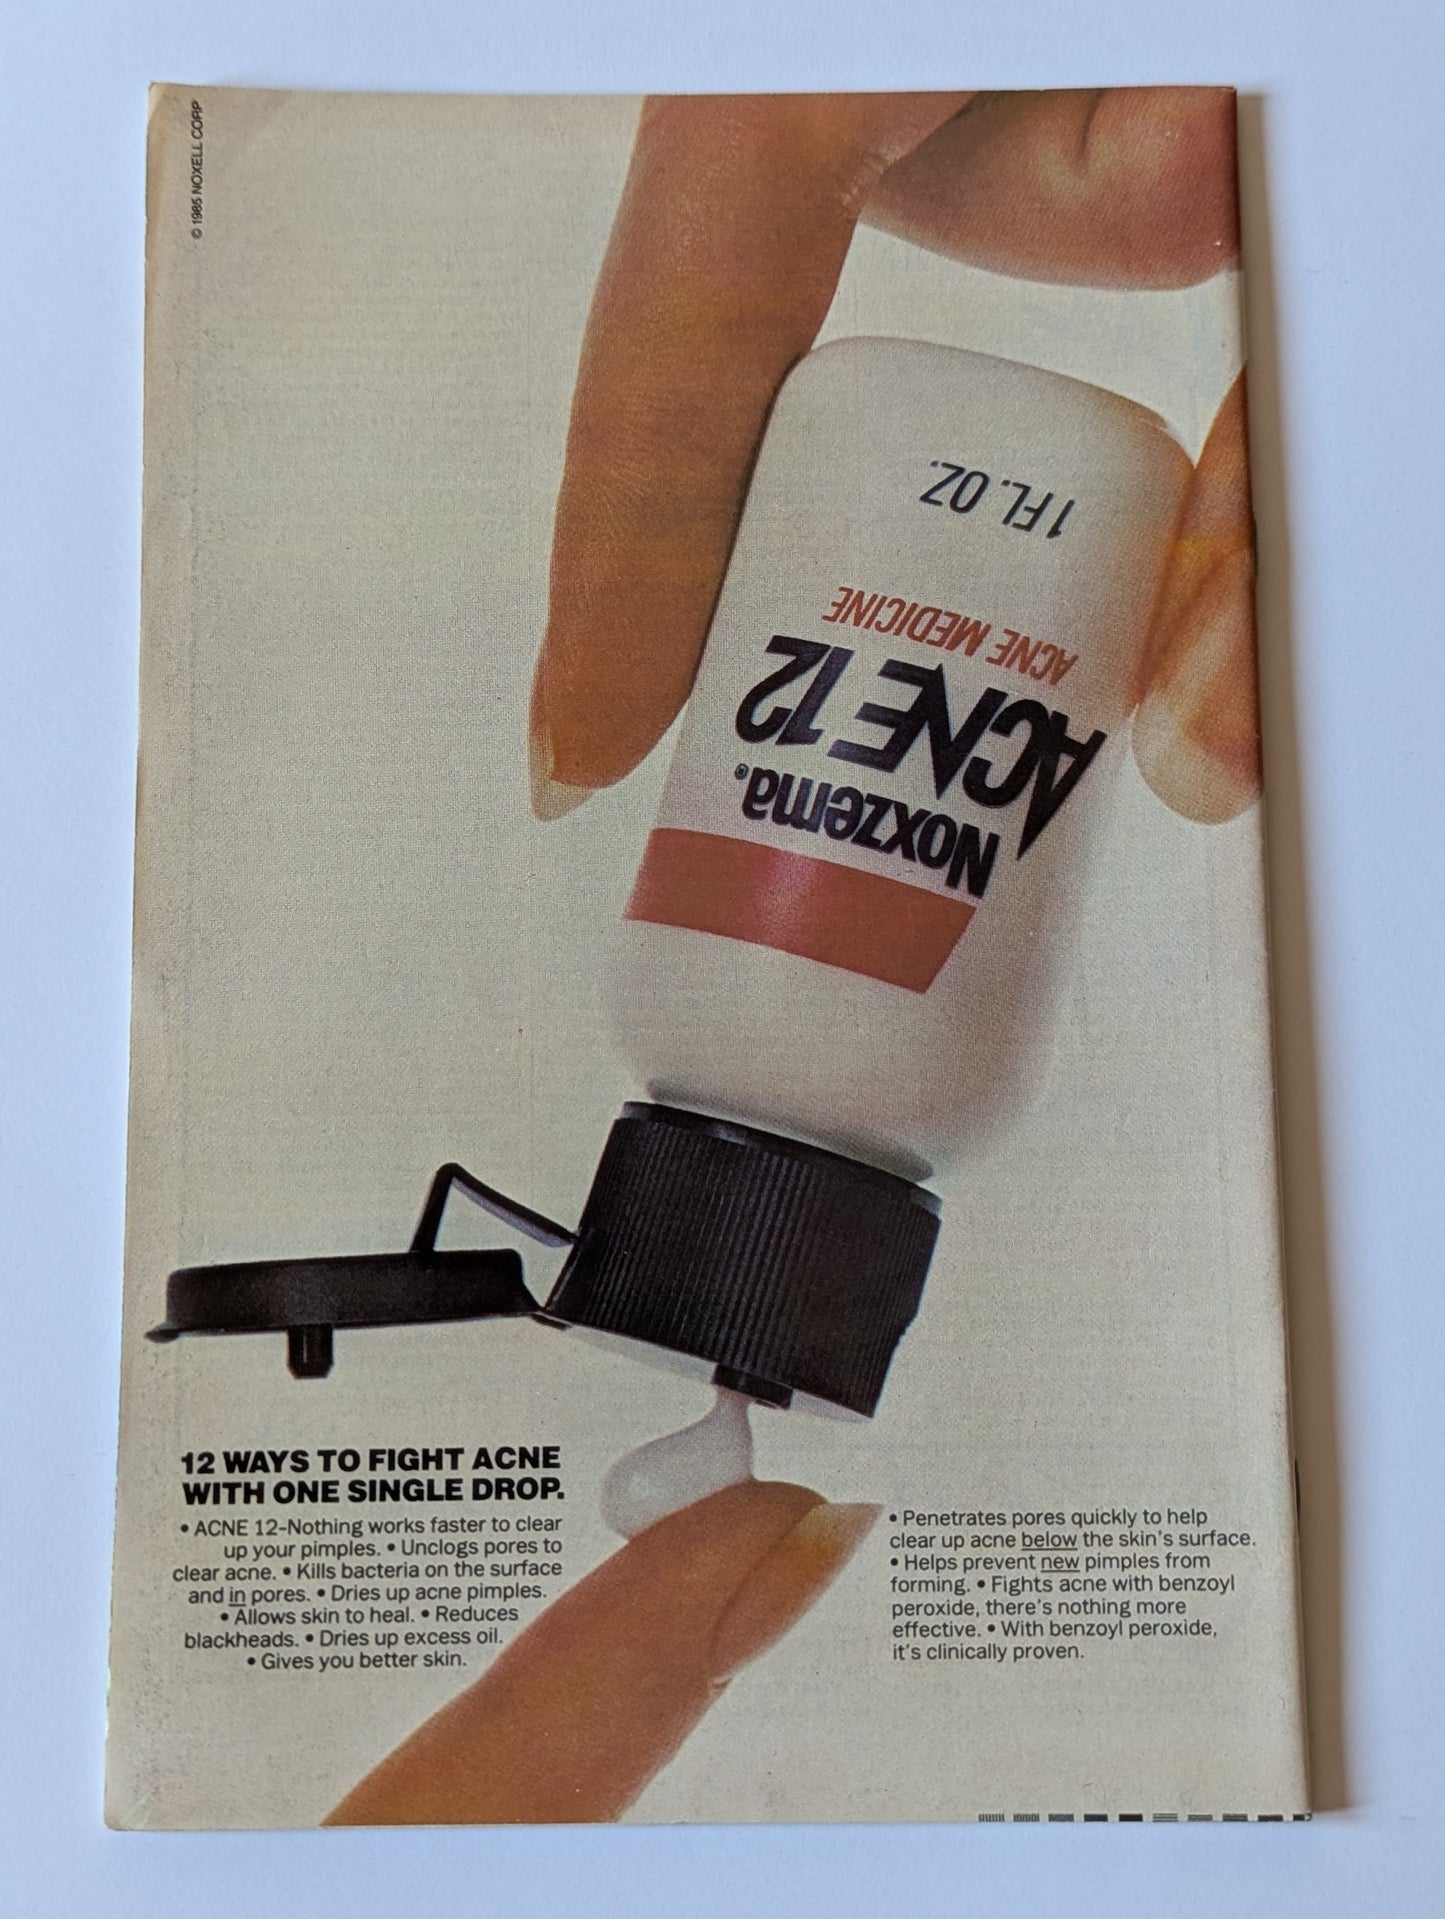 © 1985 NOXELL CORP
1 FL. OZ.
ACNE MEDICINE
ACNE 12
Noxzema®
12 WAYS TO FIGHT ACNE
WITH ONE SINGLE DROP.
• ACNE 12–Nothing works faster to clear
up your pimples. • Unclogs pores to
clear acne. • Kills bacteria on the surface
and in pores. • Dries up acne pimples.
• Allows skin to heal. • Reduces
blackheads. • Dries up excess oil.
• Gives you better skin.
• Penetrates pores quickly to help
clear up acne below the skin's surface.
• Helps prevent new pimples from
forming. • Fights acne with benzoyl
peroxide, there's nothing more
effective. • With benzoyl peroxide,
it's clinically proven.